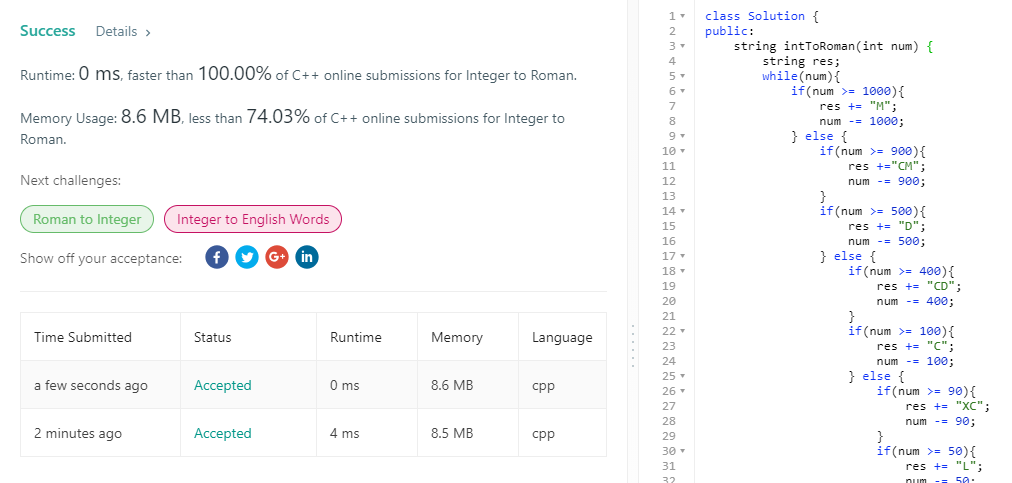 Success Details >
Runtime: 0 ms, faster than 100.00% of C++ online submissions for Integer to Roman.
Memory Usage: 8.6 MB, less than 74.03% of C++ online submissions for Integer to
Roman.
Next challenges:
Roman to Integer Integer to English Words
Show off your acceptance: f G+ in
Time Submitted Status Runtime Memory Language
a few seconds ago Accepted 0 ms 8.6 MB cpp
2 minutes ago Accepted 4 ms 8.5 MB cpp
1 class Solution {
2 public:
3 string intToRoman(int num) {
4 string res;
5 while(num){
6 if(num >= 1000){
7 res += "M";
8 num -= 1000;
9 } else {
10 if(num >= 900){
11 res +="CM";
12 num -= 900;
13 }
14 if(num >= 500){
15 res += "D";
16 num -= 500;
17 } else {
18 if(num >= 400){
19 res += "CD";
20 num -= 400;
21 }
22 if(num >= 100){
23 res += "C";
24 num -= 100;
25 } else {
26 if(num >= 90){
27 res += "XC";
28 num -= 90;
29 }
30 if(num >= 50){
31 res += "L";
32 num -= 50;